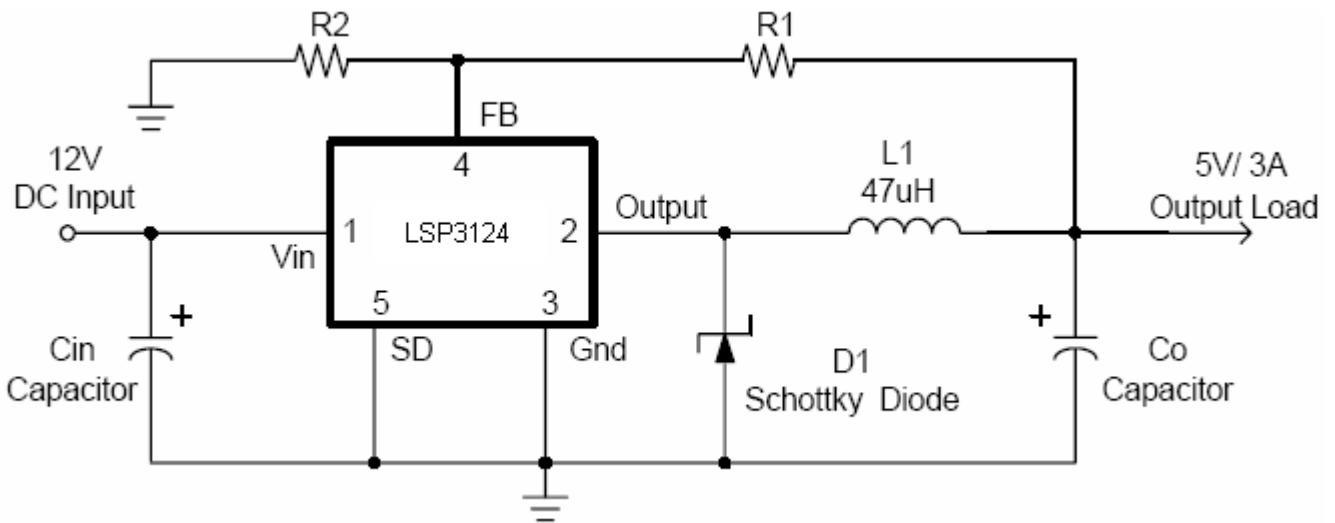 R2
R1
FB
12V
DC Input
4
L1
47uH
5V/ 3A
Output Load
Output
1
LSP3124
2
Vin
5
3
+
+
SD
Gnd
Cin
Capacitor
D1
Schottky Diode
Co
Capacitor